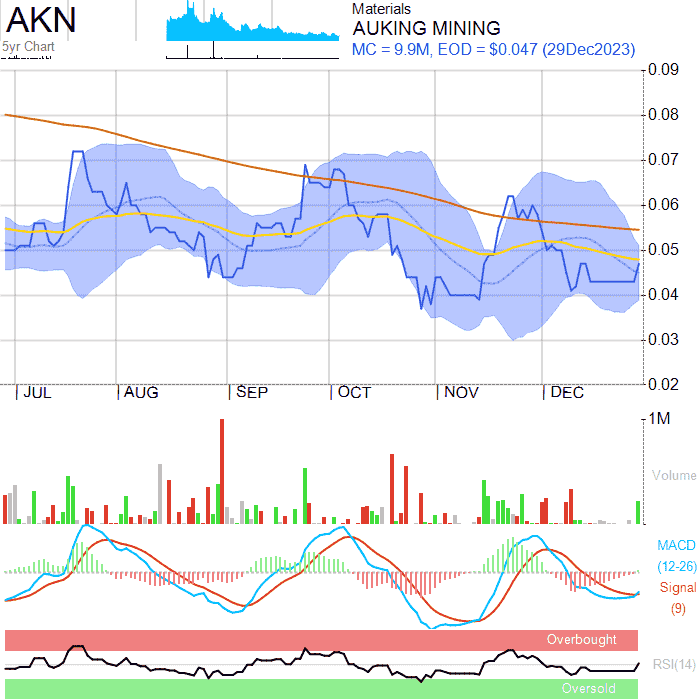 AKN
5yr Chart
Materials
AUKING MINING
MC = 9.9M, EOD = $0.047 (29Dec2023)
0.09
0.08
0.07
0.06
0.05
0.04
0.03
0.02
JUL AUG SEP OCT NOV DEC
1M
Volume
MACD
(12-26)
Signal
(9)
Overbought
RSI(14)
Oversold